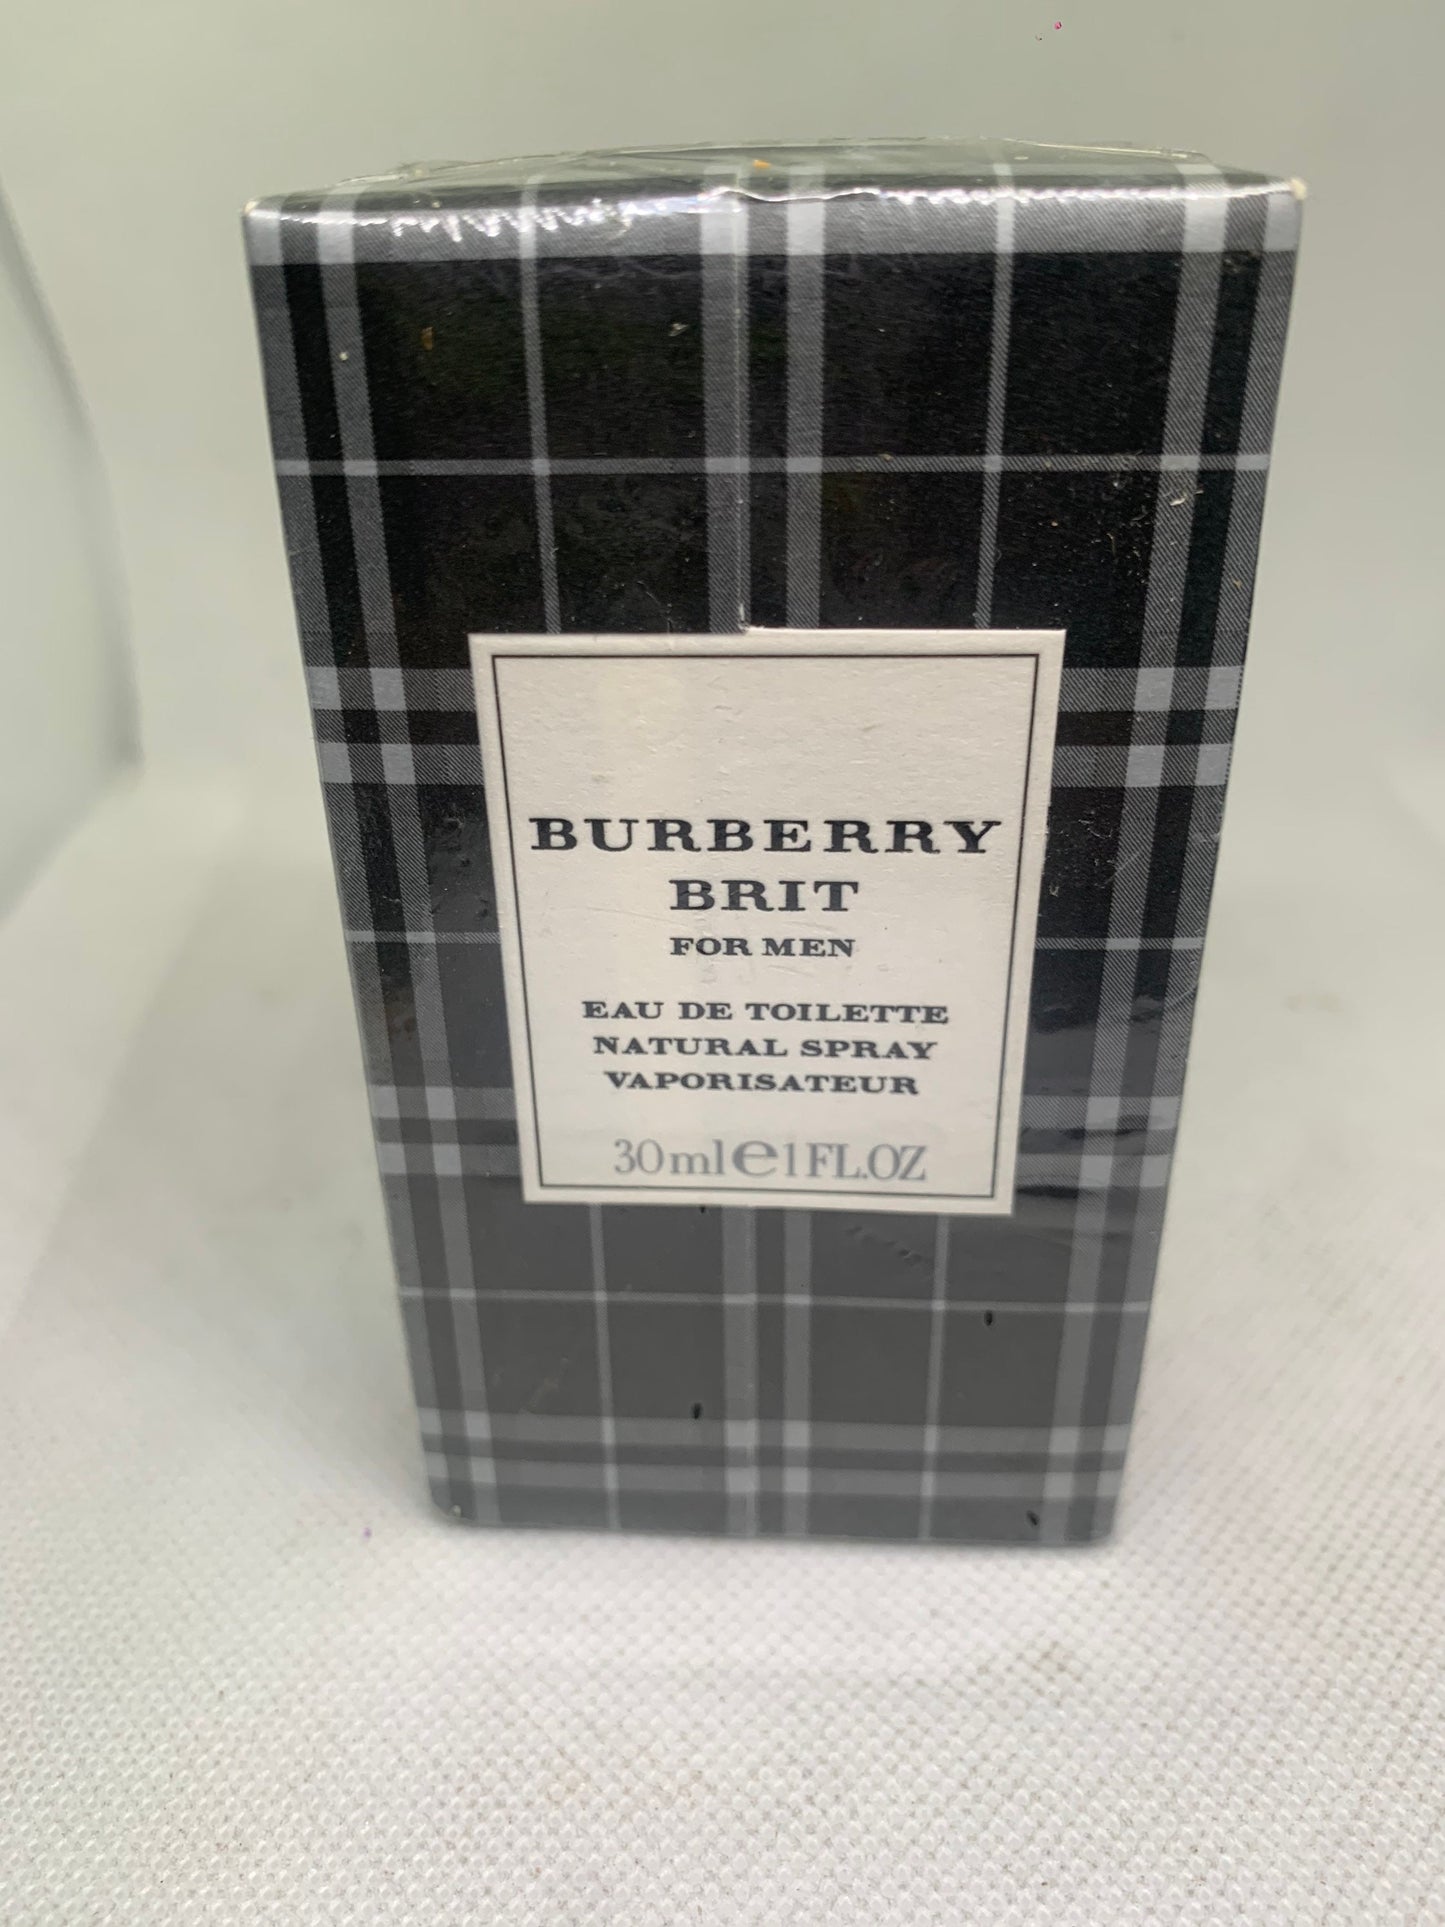 BURBERRY
BRIT
FOR MEN
EAU DE TOILETTE
NATURAL SPRAY
VAPORISATEUR
30ml℮1FL.OZ